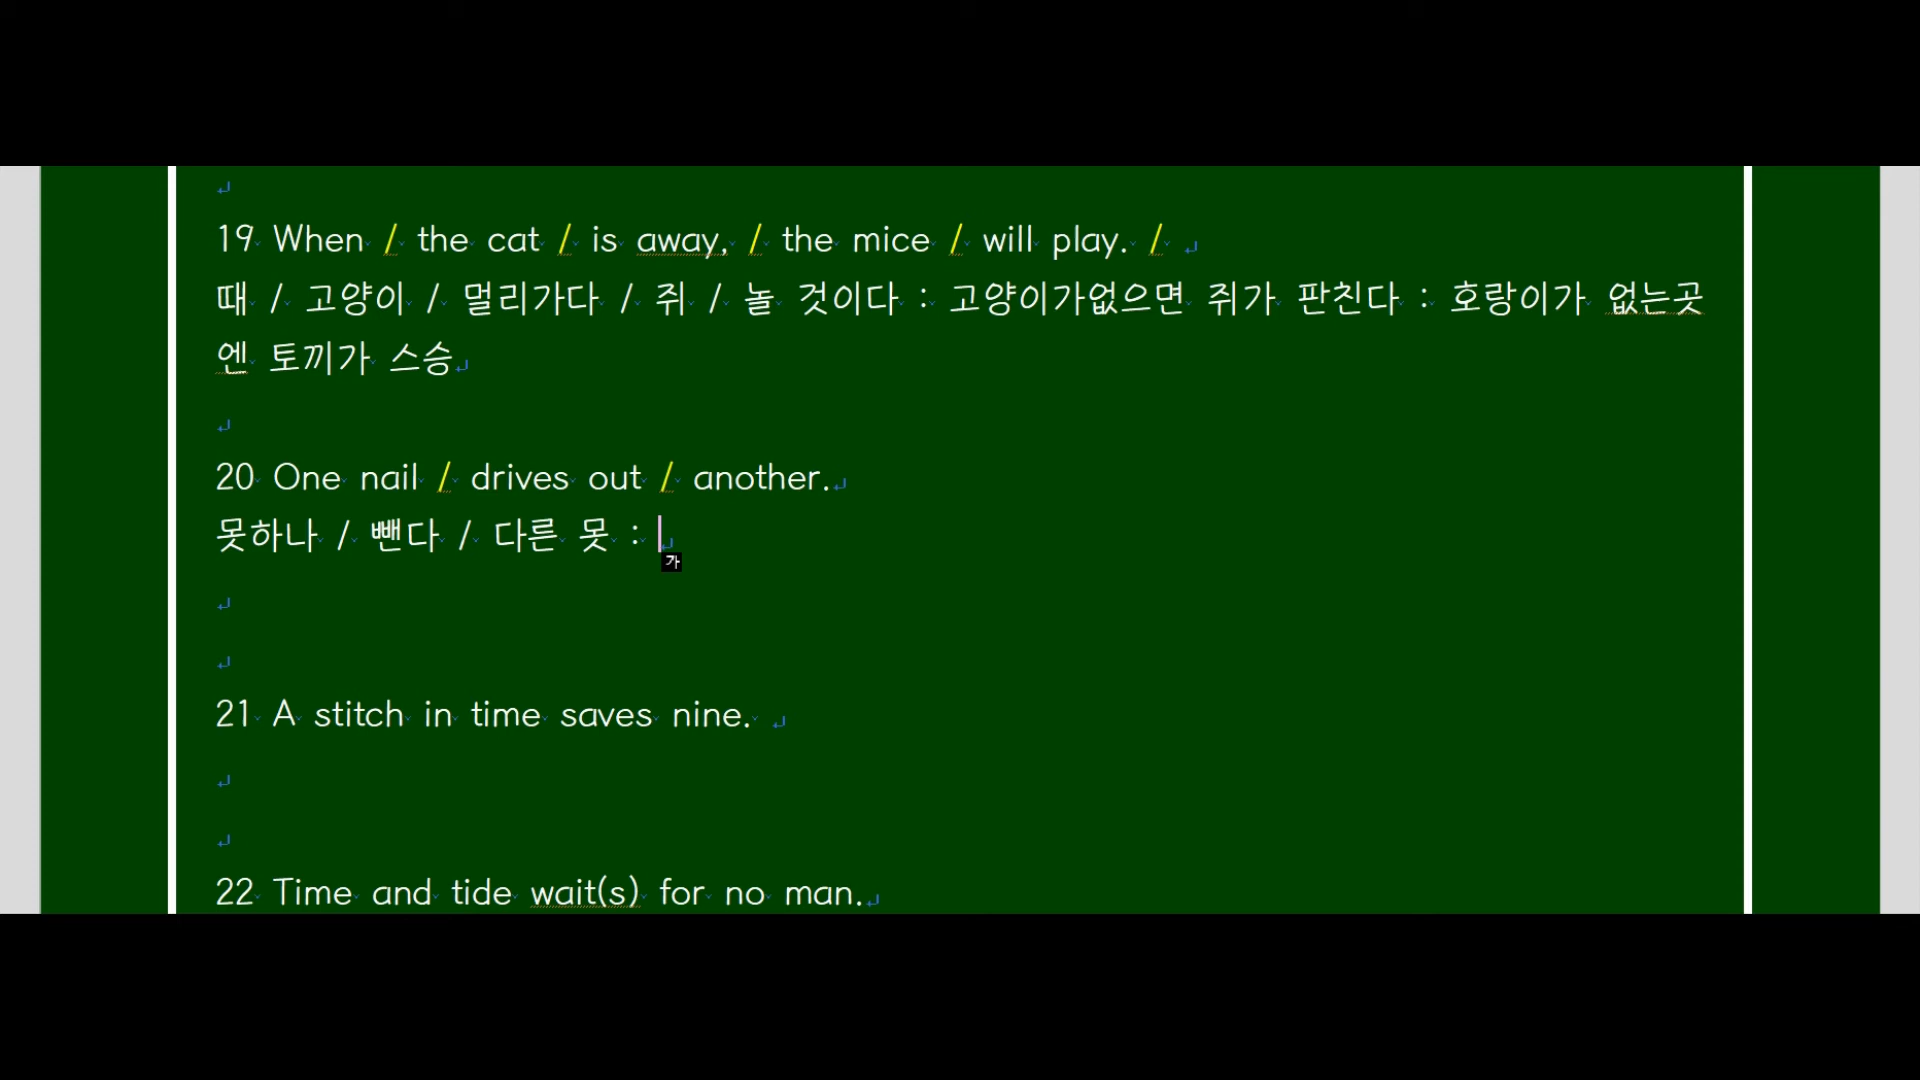 19 When / the cat / is away, / the mice / will play. /
때 / 고양이 / 멀리가다 / 쥐 / 놀 것이다 : 고양이가없으면 쥐가 판친다 : 호랑이가 없는곳
엔 토끼가 스승
20 One nail / drives out / another.
못하나 / 뺀다 / 다른 못 :
가
21 A stitch in time saves nine.
22 Time and tide wait(s) for no man.